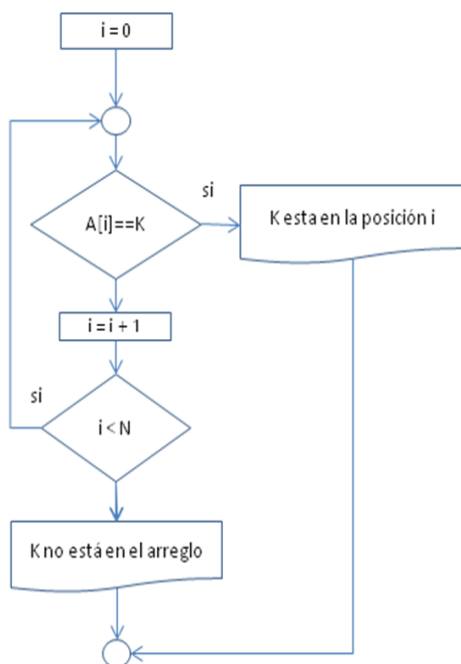 i = 0
A[i]==K
si
K esta en la posición i
i = i + 1
si
i < N
K no está en el arreglo